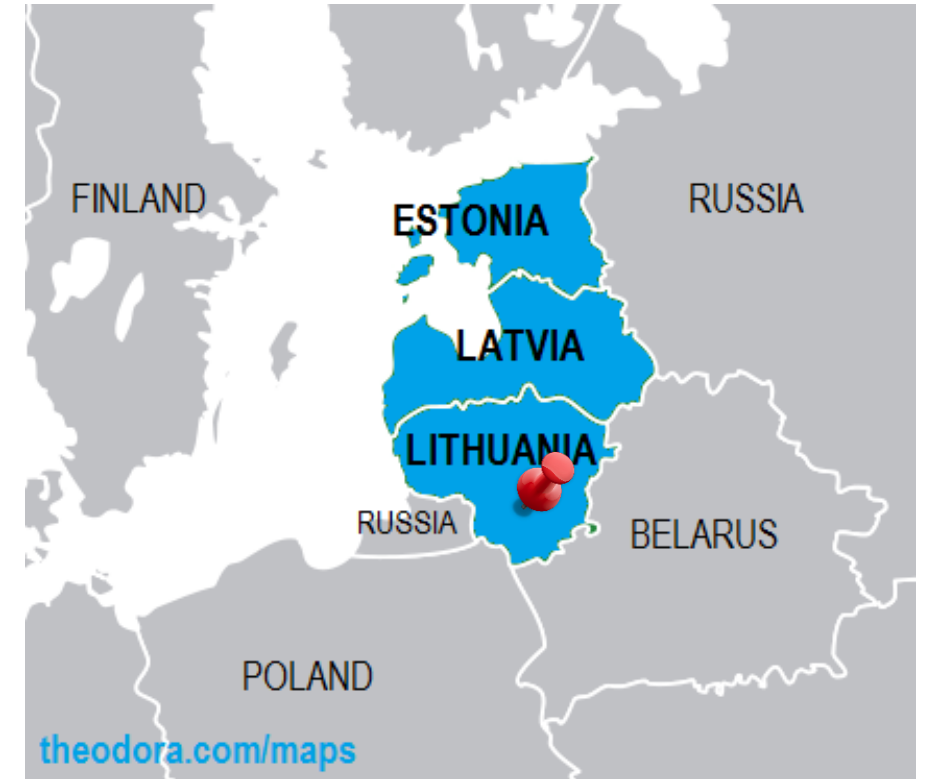 FINLAND
RUSSIA
ESTONIA
LATVIA
LITHUANIA
RUSSIA
BELARUS
POLAND
theodora.com/maps